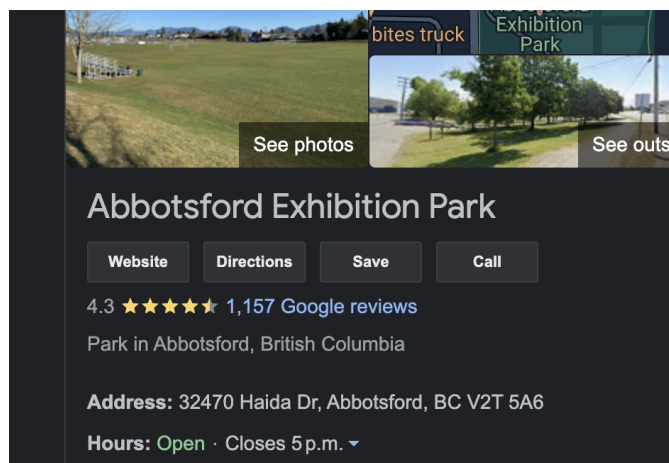 bites truck
Exhibition
Park
See photos
See outs
Abbotsford Exhibition Park
Website
Directions
Save
Call
4.3 1,157 Google reviews
Park in Abbotsford, British Columbia
Address: 32470 Haida Dr, Abbotsford, BC V2T 5A6
Hours: Open · Closes 5 p.m.